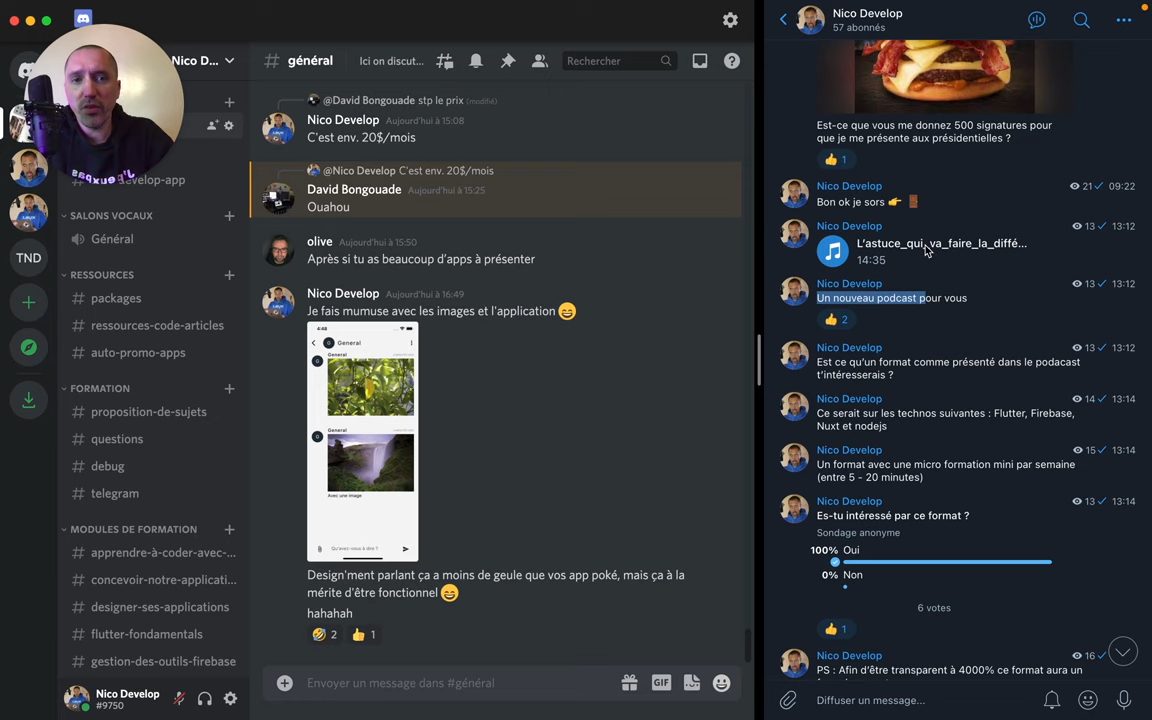 Nico D...
général
Ici on discut...
Rechercher
develop-app
SALONS VOCAUX
Général
TND
RESSOURCES
packages
ressources-code-articles
auto-promo-apps
FORMATION
proposition-de-sujets
questions
debug
telegram
MODULES DE FORMATION
apprendre-à-coder-avec-...
concevoir-notre-applicati...
designer-ses-applications
flutter-fondamentals
gestion-des-outils-firebase
Nico Develop
#9750
@David Bongouade stp le prix (modifié)
Nico Develop Aujourd'hui à 15:08
C'est env. 20$/mois
@Nico Develop C'est env. 20$/mois
David Bongouade Aujourd'hui à 15:25
Ouahou
olive Aujourd'hui à 15:50
Après si tu as beaucoup d'apps à présenter
Nico Develop Aujourd'hui à 16:49
Je fais mumuse avec les images et l'application
General
General
General
Avec une image
Qu'avez-vous à dire ?
Design'ment parlant ça a moins de geule que vos app poké, mais ça à la
mérite d'être fonctionnel
hahahah
2
1
Envoyer un message dans #général
GIF
Nico Develop
57 abonnés
Est-ce que vous me donnez 500 signatures pour
que je me présente aux présidentielles ?
1
Nico Develop 21 09:22
Bon ok je sors
Nico Develop 13 13:12
L'astuce_qui_va_faire_la_diffé...
14:35
Nico Develop 13 13:12
Un nouveau podcast pour vous
2
Nico Develop 13 13:12
Est ce qu'un format comme présenté dans le podacast
t'intéresserais ?
Nico Develop 14 13:14
Ce serait sur les technos suivantes : Flutter, Firebase,
Nuxt et nodejs
Nico Develop 15 13:14
Un format avec une micro formation mini par semaine
(entre 5 - 20 minutes)
Nico Develop 13 13:14
Es-tu intéressé par ce format ?
Sondage anonyme
100% Oui
0% Non
6 votes
1
Nico Develop 16
PS : Afin d'être transparent à 4000% ce format aura un
Diffuser un message...